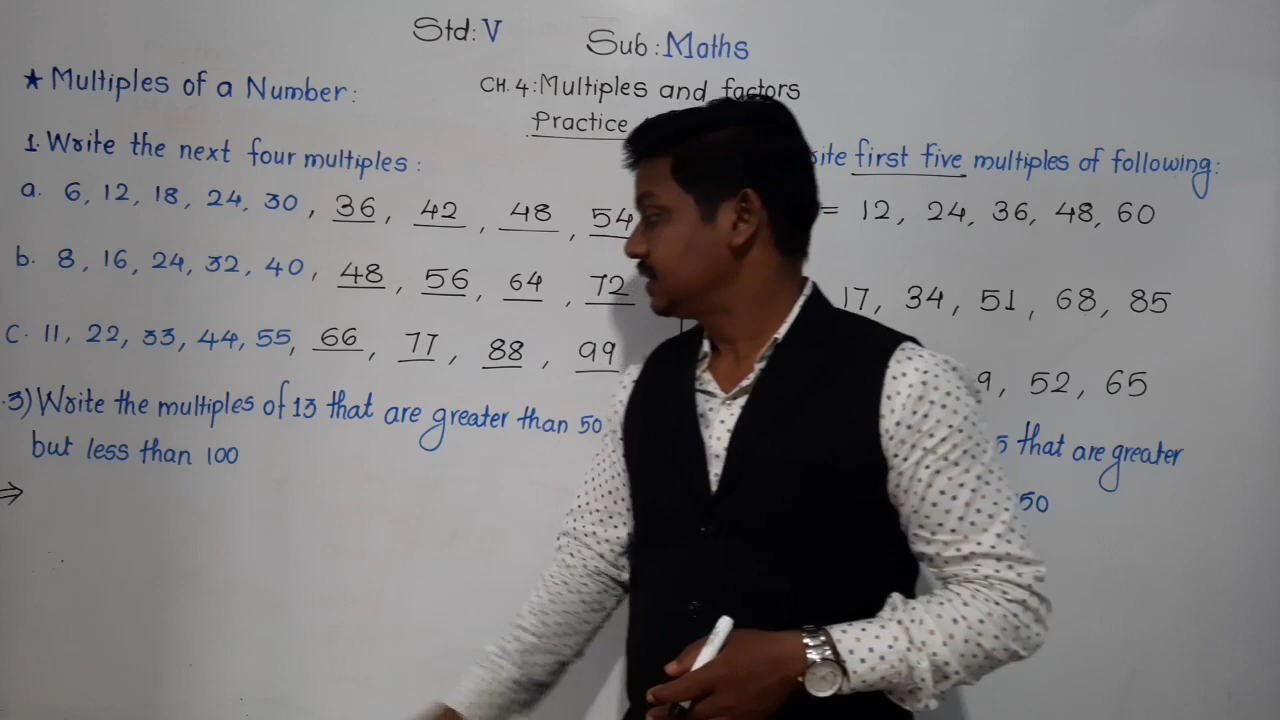 Std: V
Sub: Maths
★ Multiples of a Number:
CH. 4: Multiples and factors
Practice
1. Write the next four multiples:
a. 6, 12, 18, 24, 30, 36, 42, 48, 54
b. 8, 16, 24, 32, 40, 48, 56, 64, 72
C. 11, 22, 33, 44, 55, 66, 77, 88, 99
3) Write the multiples of 13 that are greater than 50
but less than 100
⇒
first five multiples of following:
= 12, 24, 36, 48, 60
17, 34, 51, 68, 85
9, 52, 65
5 that are greater
50